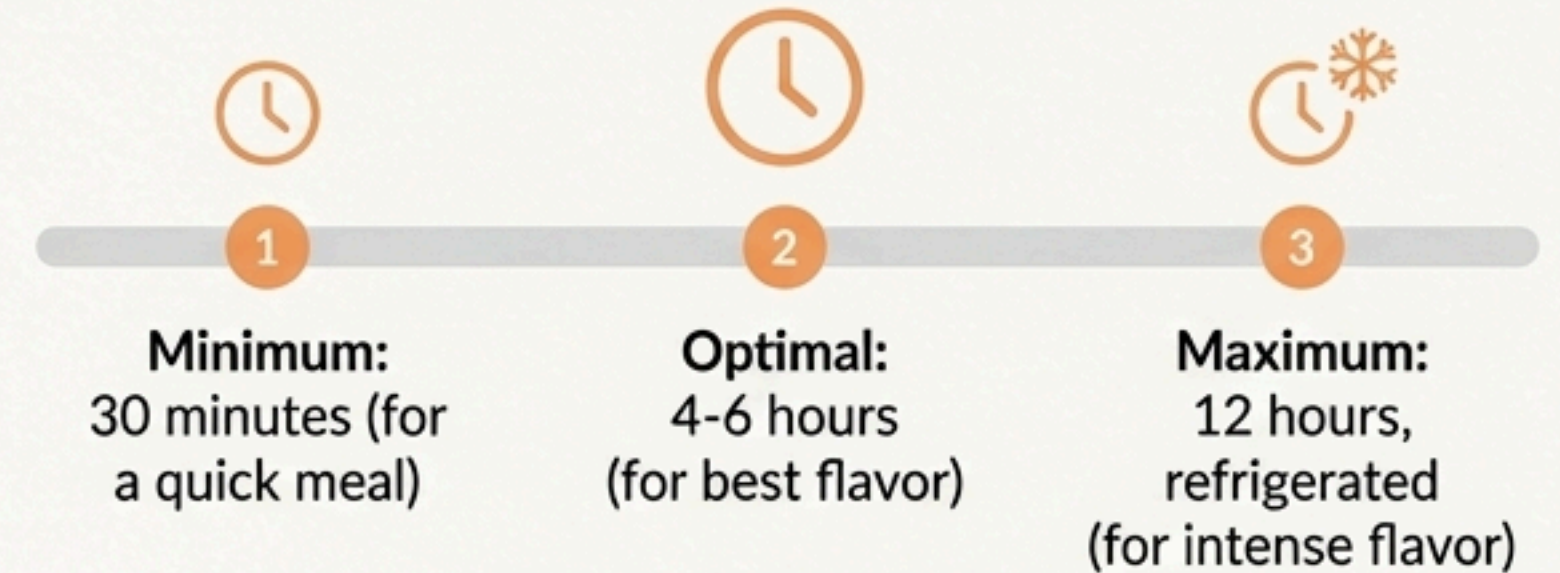 1
2
3
Minimum:
30 minutes (for
a quick meal)
Optimal:
4-6 hours
(for best flavor)
Maximum:
12 hours,
refrigerated
(for intense flavor)